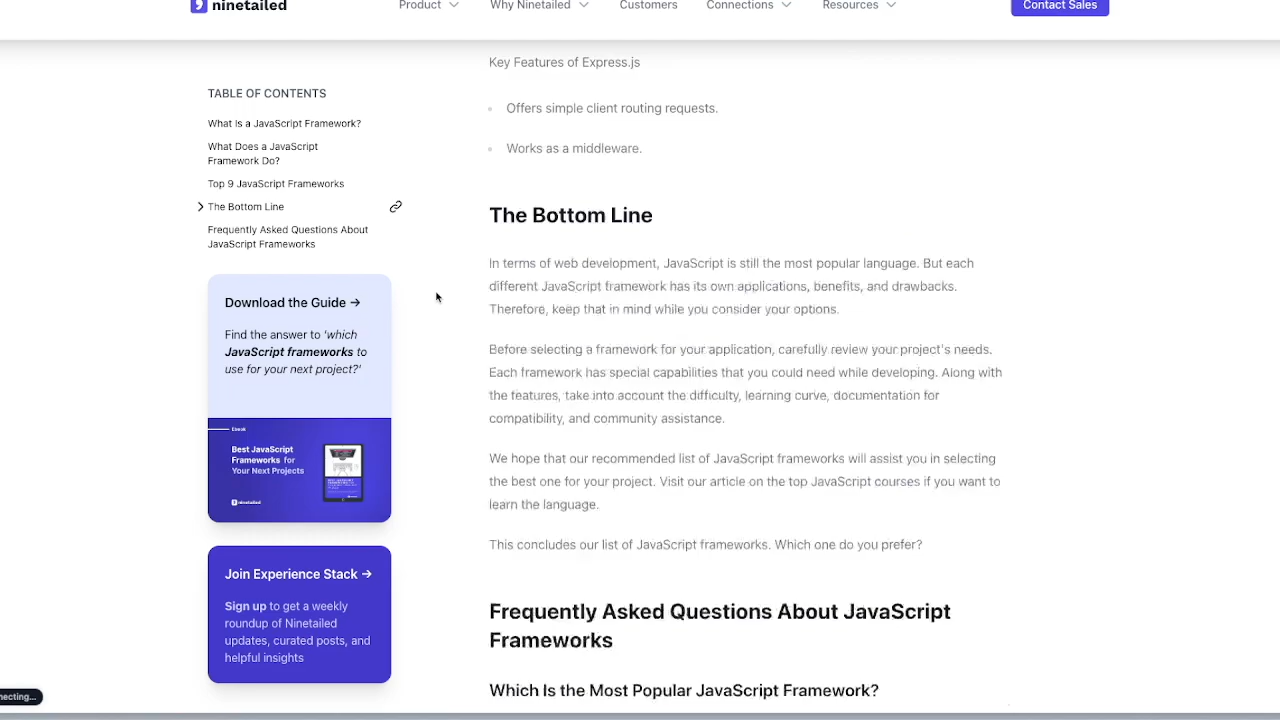 ninetailed
Product
Why Ninetailed
Customers
Connections
Resources
Contact Sales
TABLE OF CONTENTS
What Is a JavaScript Framework?
What Does a JavaScript
Framework Do?
Top 9 JavaScript Frameworks
The Bottom Line
Frequently Asked Questions About
JavaScript Frameworks
Download the Guide →
Find the answer to 'which
JavaScript frameworks to
use for your next project?'
Ebook
Best JavaScript
Frameworks for
Your Next Projects
ninetailed
Join Experience Stack →
Sign up to get a weekly
roundup of Ninetailed
updates, curated posts, and
helpful insights
Key Features of Express.js
Offers simple client routing requests.
Works as a middleware.
The Bottom Line
In terms of web development, JavaScript is still the most popular language. But each
different JavaScript framework has its own applications, benefits, and drawbacks.
Therefore, keep that in mind while you consider your options.
Before selecting a framework for your application, carefully review your project's needs.
Each framework has special capabilities that you could need while developing. Along with
the features, take into account the difficulty, learning curve, documentation for
compatibility, and community assistance.
We hope that our recommended list of JavaScript frameworks will assist you in selecting
the best one for your project. Visit our article on the top JavaScript courses if you want to
learn the language.
This concludes our list of JavaScript frameworks. Which one do you prefer?
Frequently Asked Questions About JavaScript
Frameworks
Which Is the Most Popular JavaScript Framework?